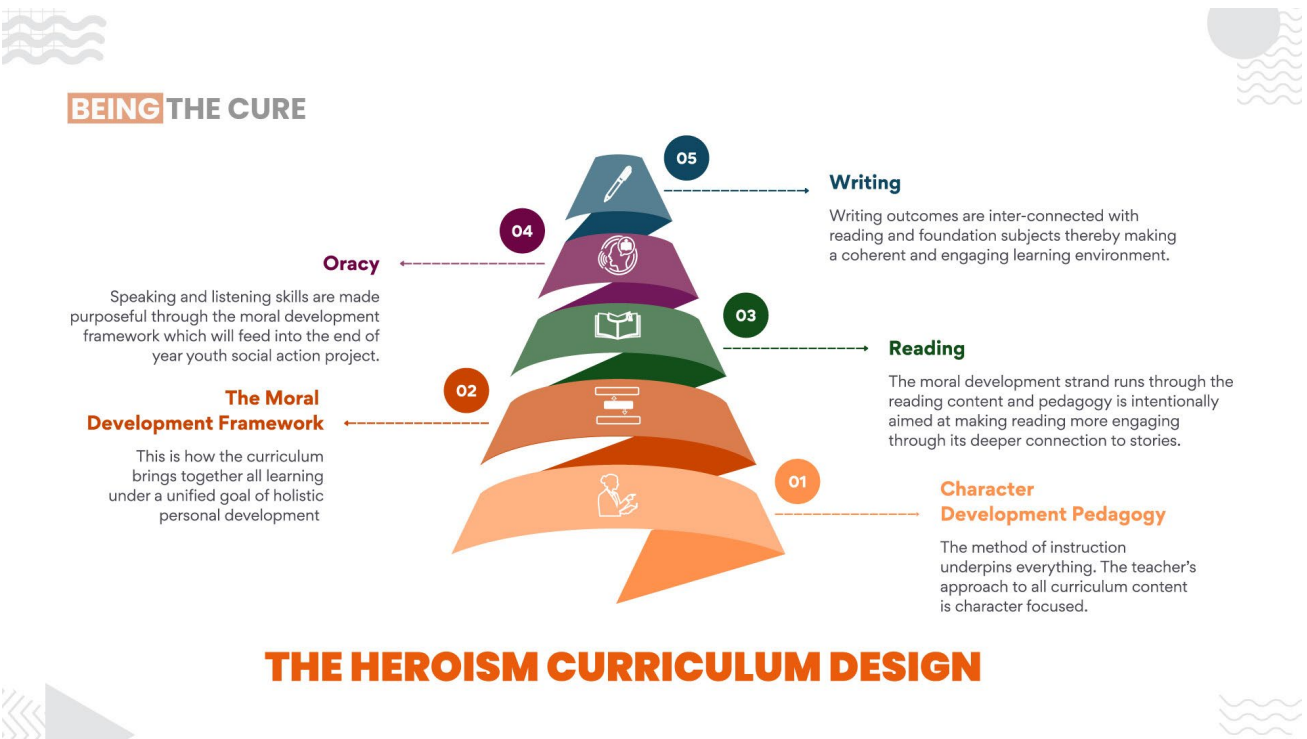 BEING THE CURE
05
Writing
Writing outcomes are inter-connected with
reading and foundation subjects thereby making
a coherent and engaging learning environment.
04
Oracy
Speaking and listening skills are made
purposeful through the moral development
framework which will feed into the end of
year youth social action project.
03
Reading
The moral development strand runs through the
reading content and pedagogy is intentionally
aimed at making reading more engaging
through its deeper connection to stories.
02
The Moral
Development Framework
This is how the curriculum
brings together all learning
under a unified goal of holistic
personal development
01
Character
Development Pedagogy
The method of instruction
underpins everything. The teacher’s
approach to all curriculum content
is character focused.
THE HEROISM CURRICULUM DESIGN